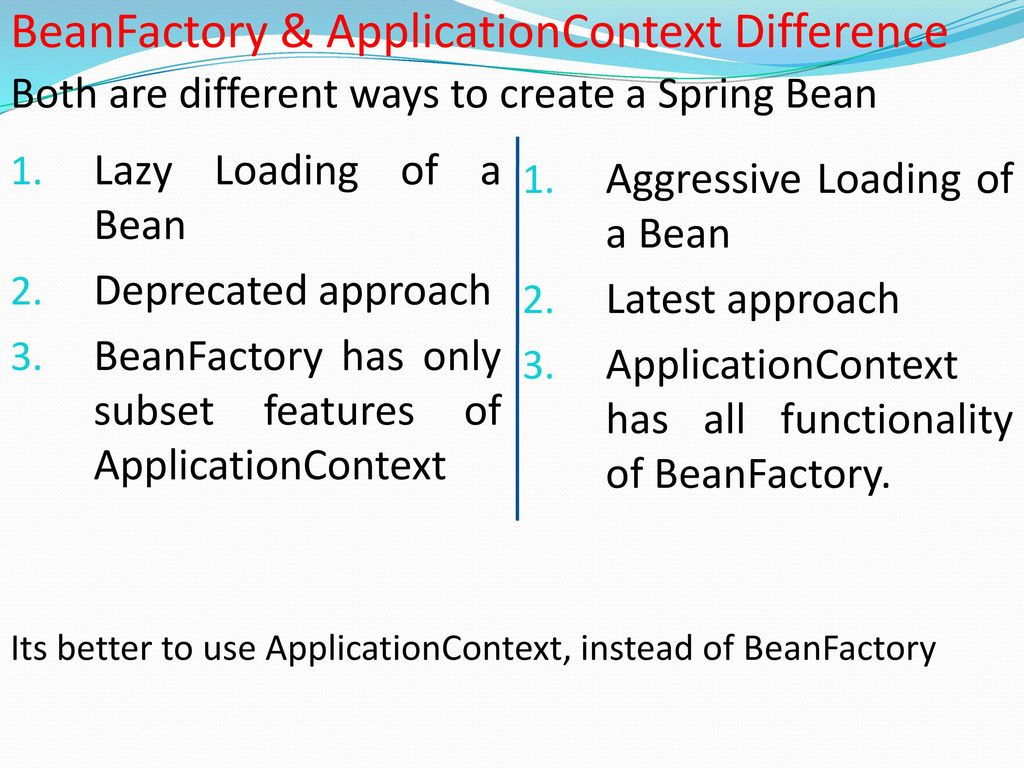 BeanFactory & ApplicationContext Difference
Both are different ways to create a Spring Bean
1. Lazy Loading of a
Bean
2. Deprecated approach
3. BeanFactory has only
subset features of
ApplicationContext
1. Aggressive Loading of
a Bean
2. Latest approach
3. ApplicationContext
has all functionality
of BeanFactory.
Its better to use ApplicationContext, instead of BeanFactory